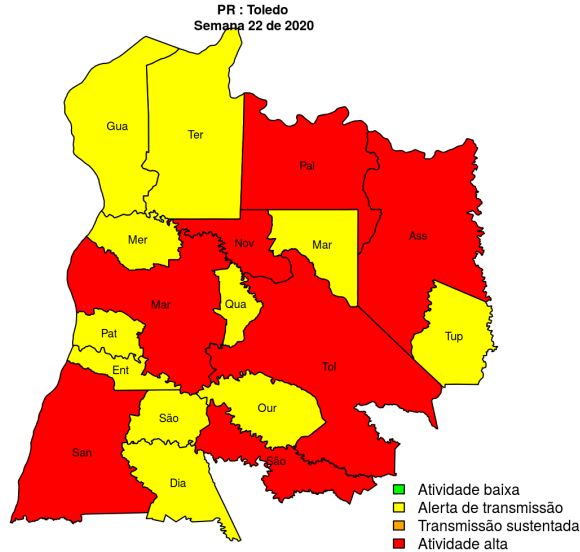 PR : Toledo
Semana 22 de 2020
Gua
Ter
Pal
Mer
Nov
Mar
Ass
Mar
Qua
Pat
Tup
Ent
Tol
São
Our
San
São
Dia
Atividade baixa
Alerta de transmissão
Transmissão sustentada
Atividade alta